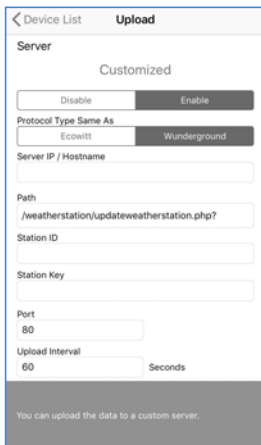 Device List Upload
Server
Customized
Disable Enable
Protocol Type Same As
Ecowitt Wunderground
Server IP / Hostname
Path
/weatherstation/updateweatherstation.php?
Station ID
Station Key
Port
80
Upload Interval
60 Seconds
You can upload the data to a custom server.